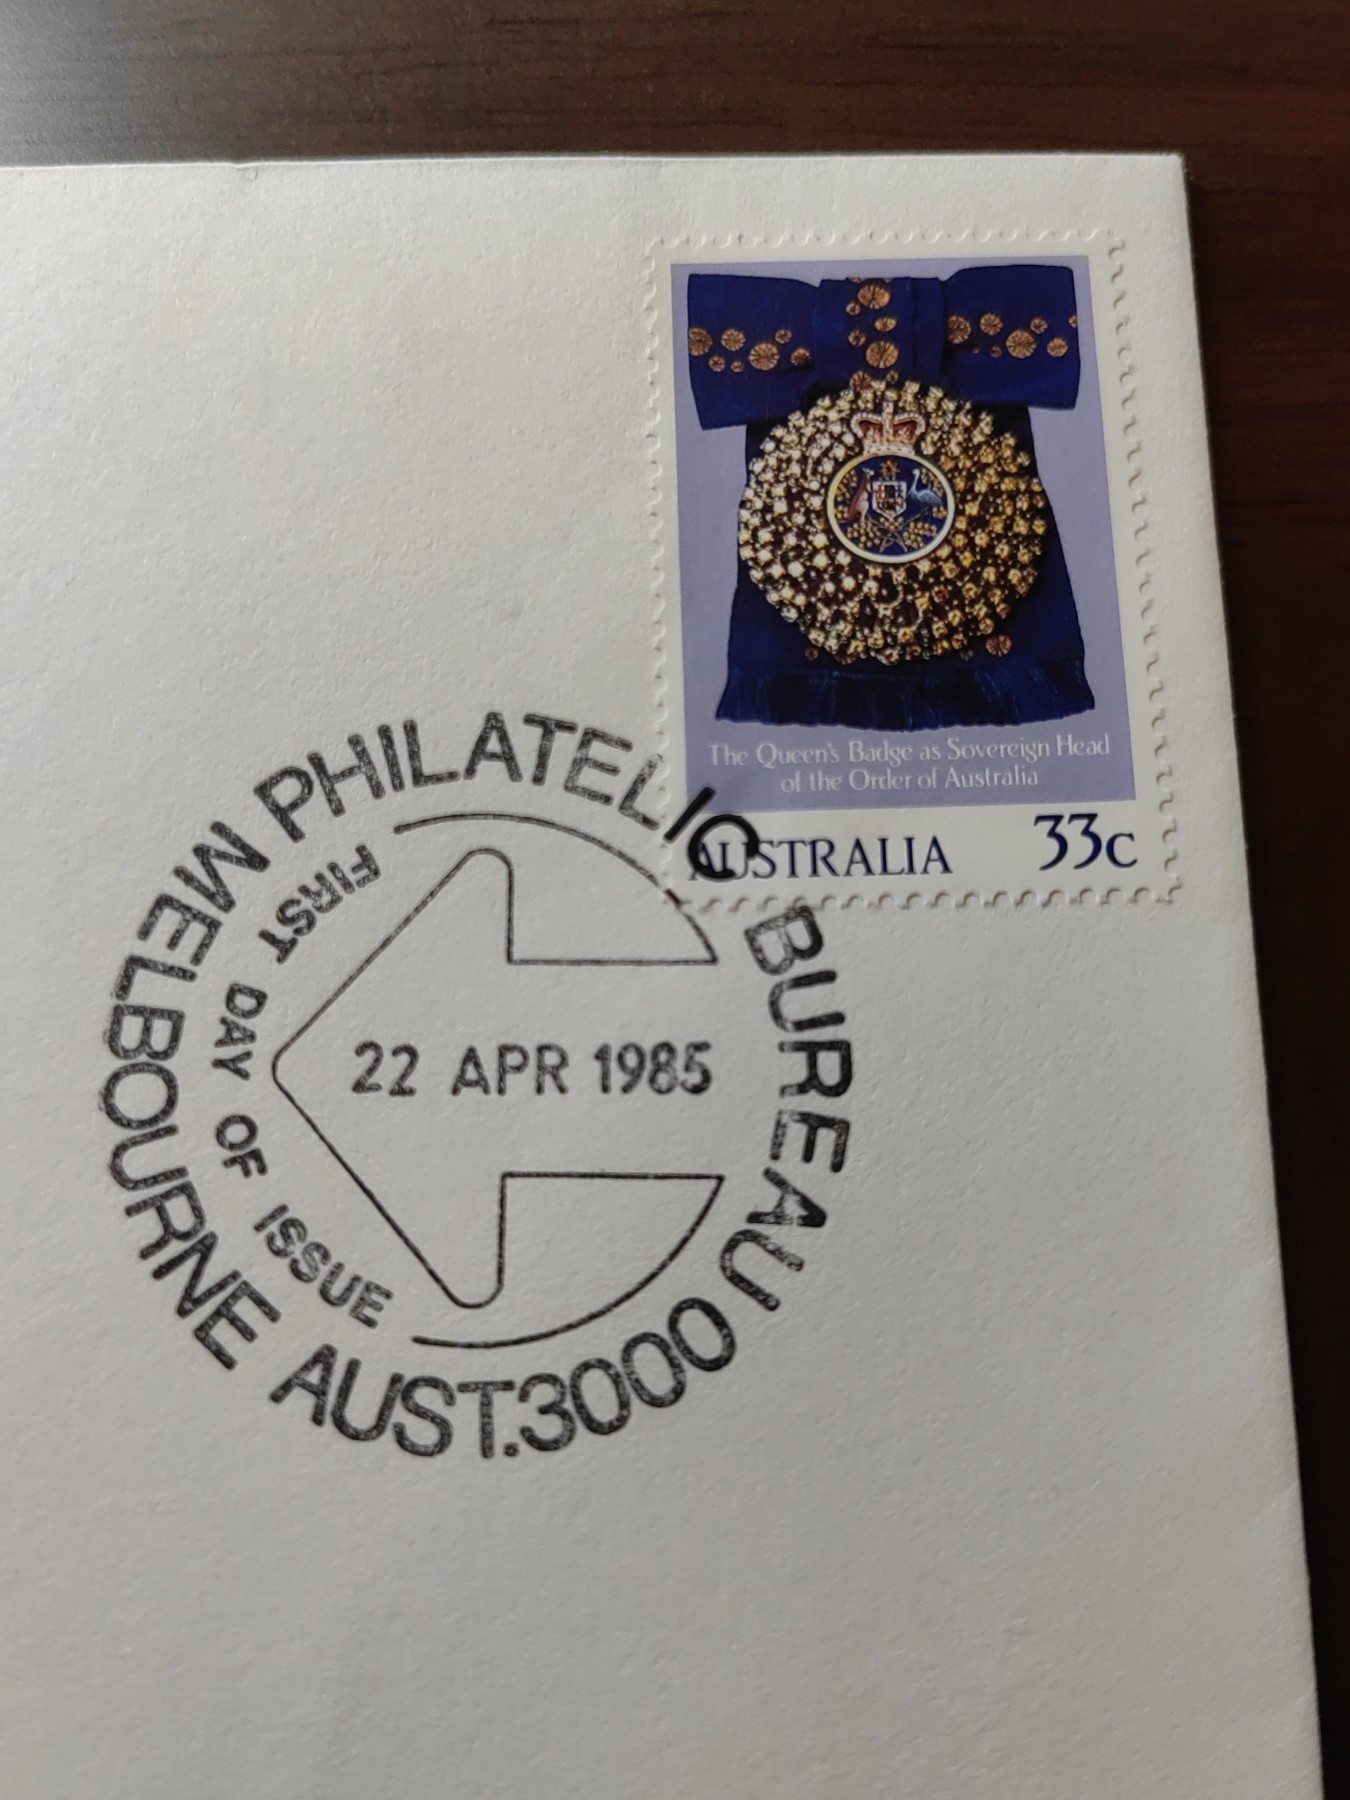 The Queen's Badge as Sovereign Head
of the Order of Australia
AUSTRALIA 33c
MELBOURNE PHILATELIC BUREAU
FIRST DAY OF ISSUE
22 APR 1985
AUST.3000